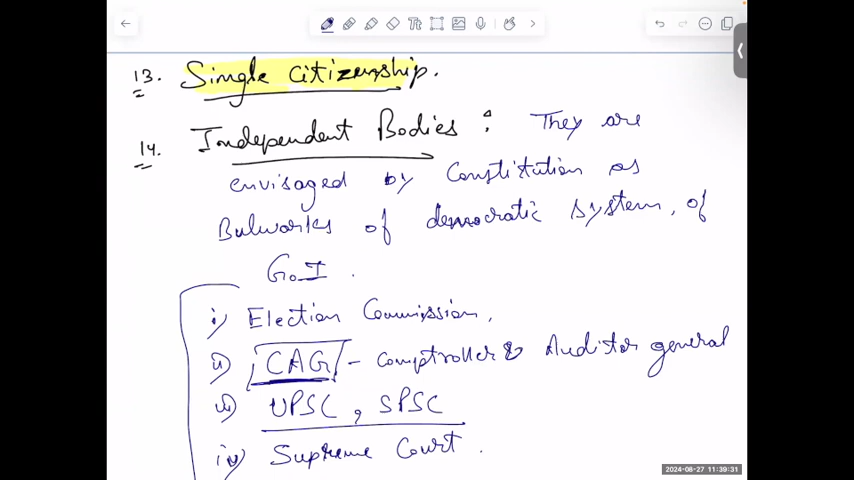 13. Single citizenship.
14. Independent Bodies : They are
envisaged by Constitution as
Bulwarks of democratic system, of
GoI.
i) Election Commission,
ii) CAG - Comptroller & Auditor general
iii) UPSC, SPSC
iv) Supreme Court.
2024-08-27 11:39:31